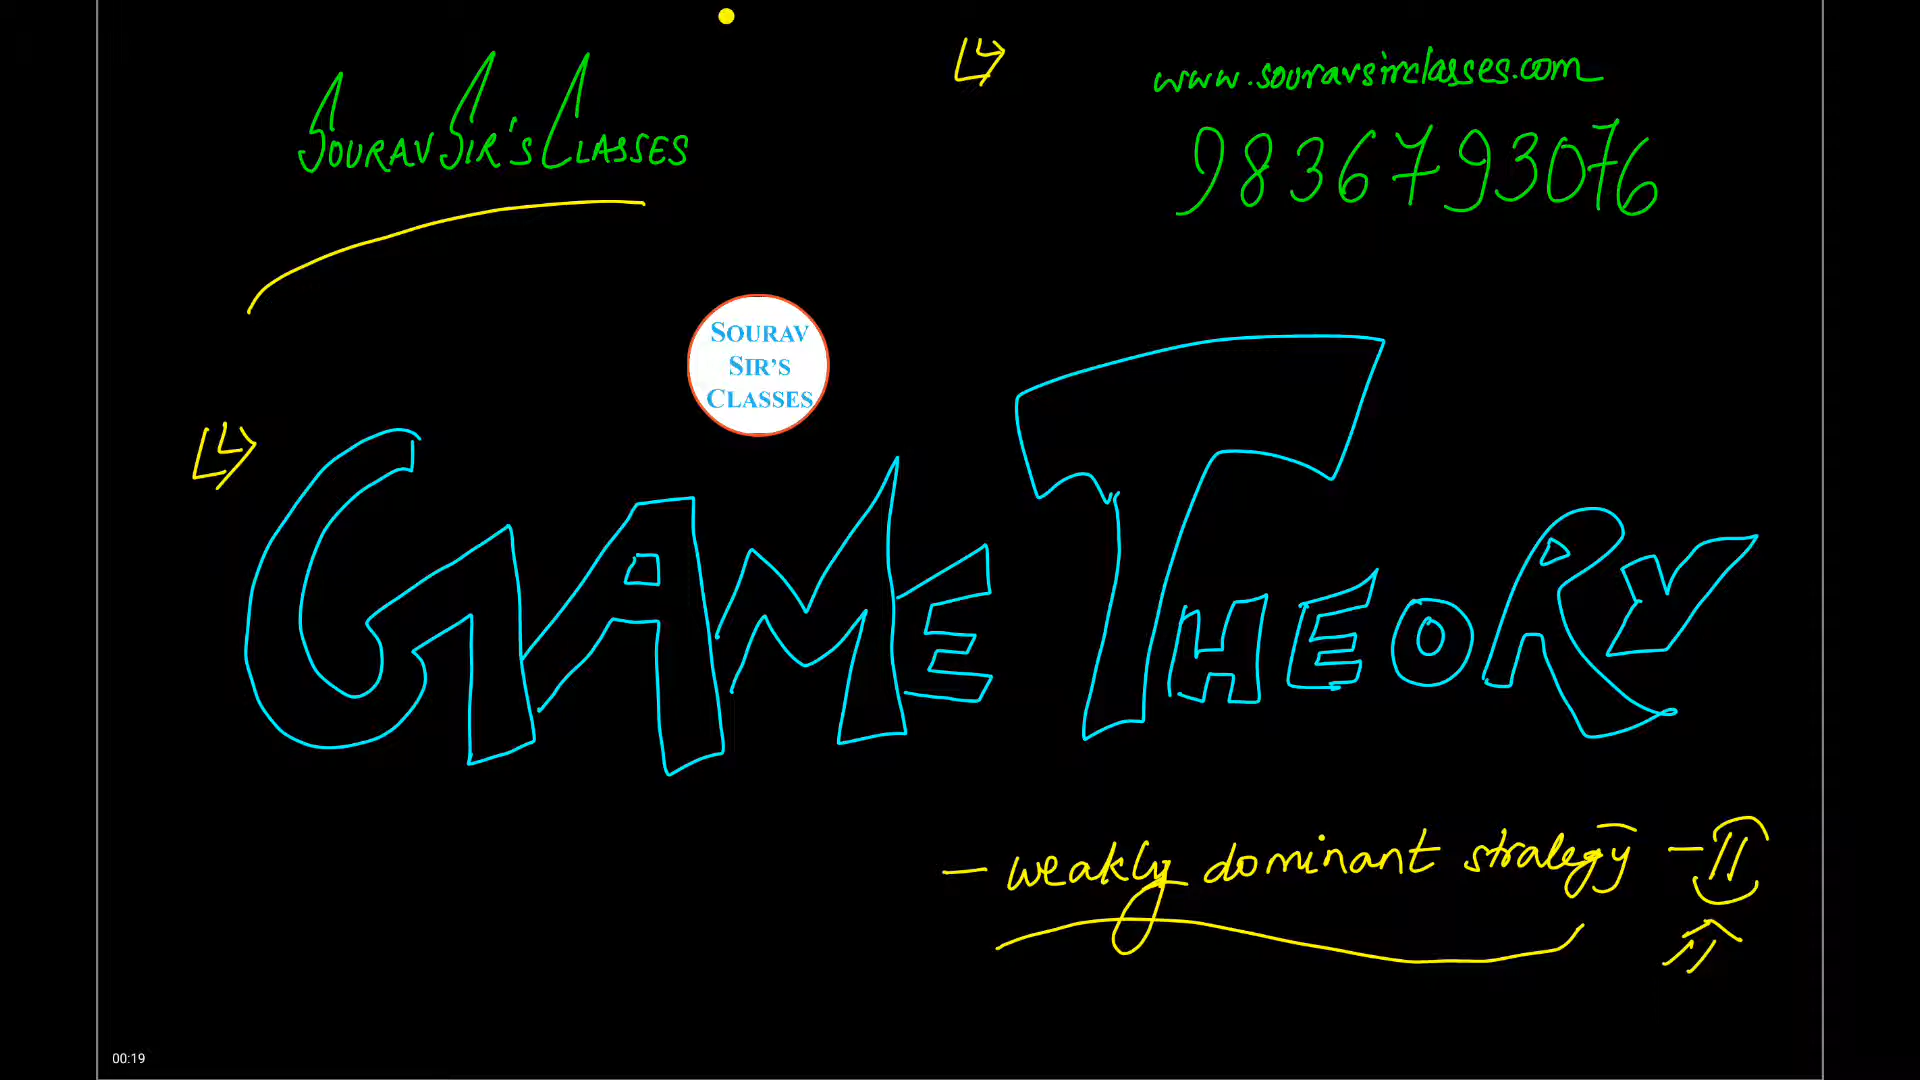 SOURAV SIR'S CLASSES
www.souravsirclasses.com
9836793076
SOURAV
SIR'S
CLASSES
GAME THEORY
- weakly dominant strategy - II
00:19